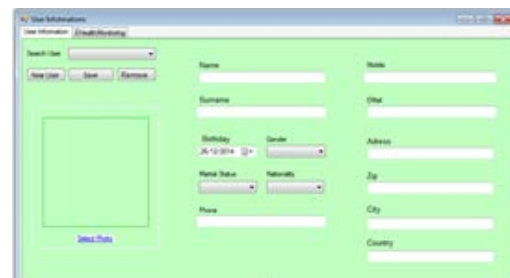 User Informations
User Information EHealthMonitoring
Search User
New User Save Remove
Select Photo
Name
Surname
Birthday Gender
26-12-2014
Marital Status Nationality
Phone
Mobile
EMail
Adress
Zip
City
Country